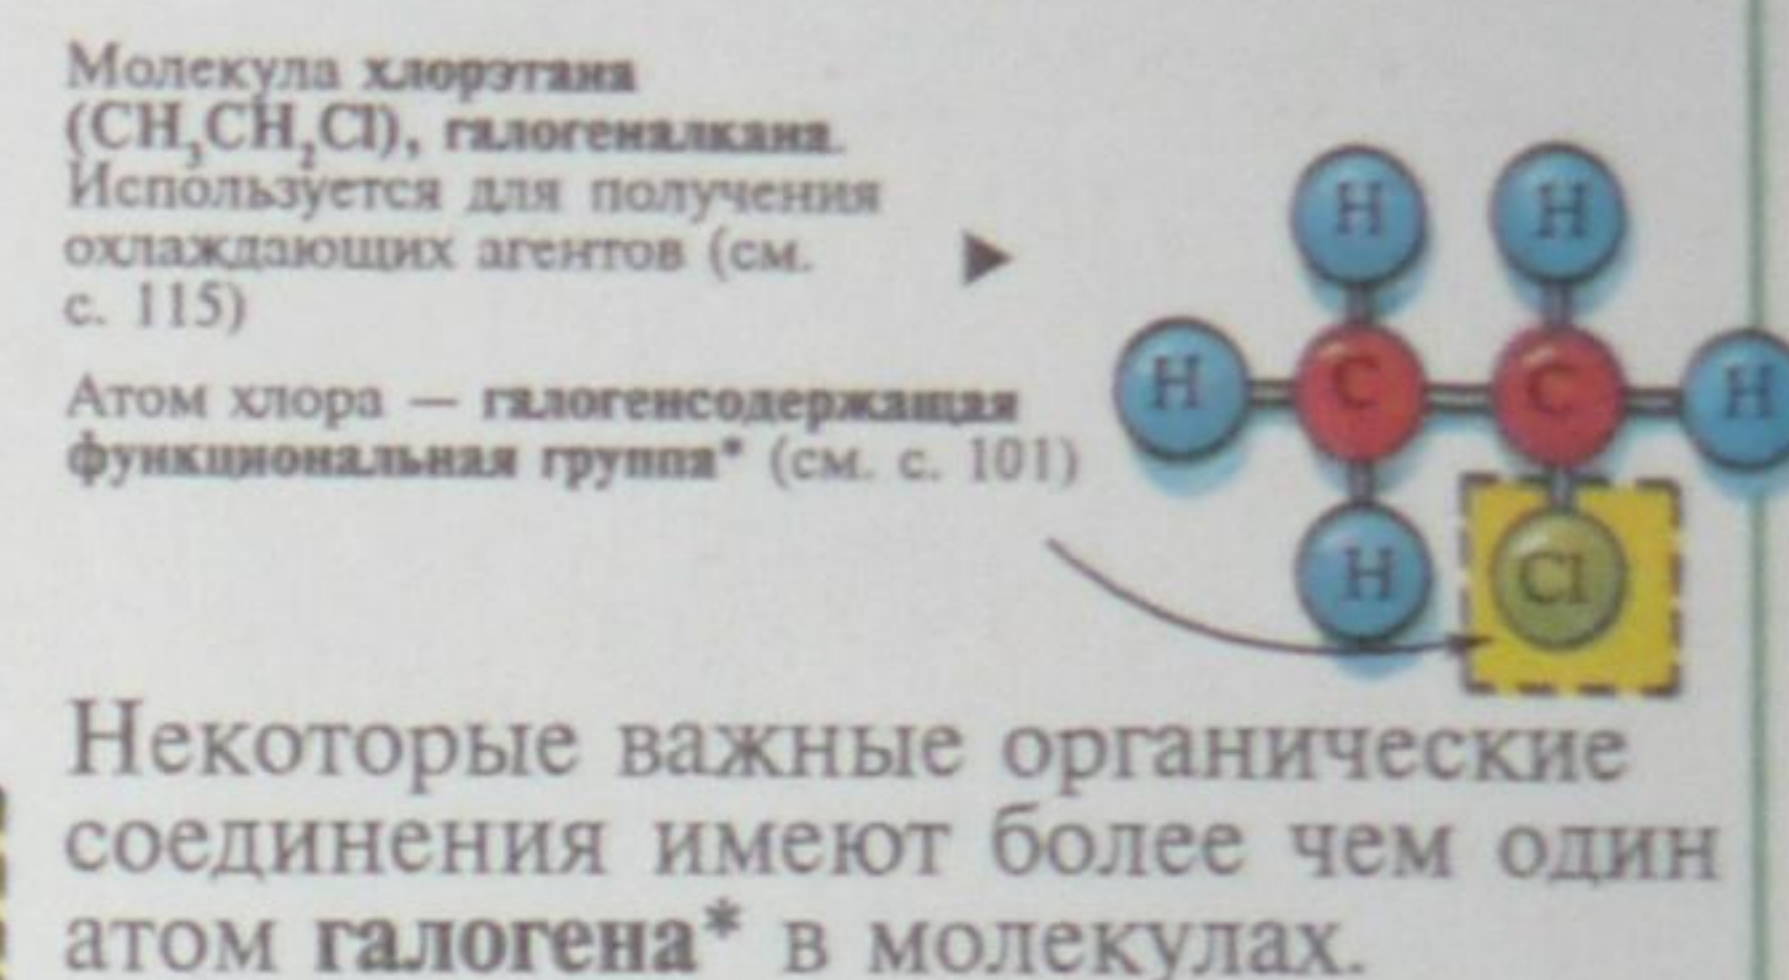 Молекула хлорэтана
(CH₃CH₂Cl), галогеналкана.
Используется для получения
охлаждающих агентов (см.
с. 115)
Атом хлора — галогенсодержащая
функциональная группа* (см. с. 101)
H H
H C C H
H Cl
Некоторые важные органические
соединения имеют более чем один
атом галогена* в молекулах.